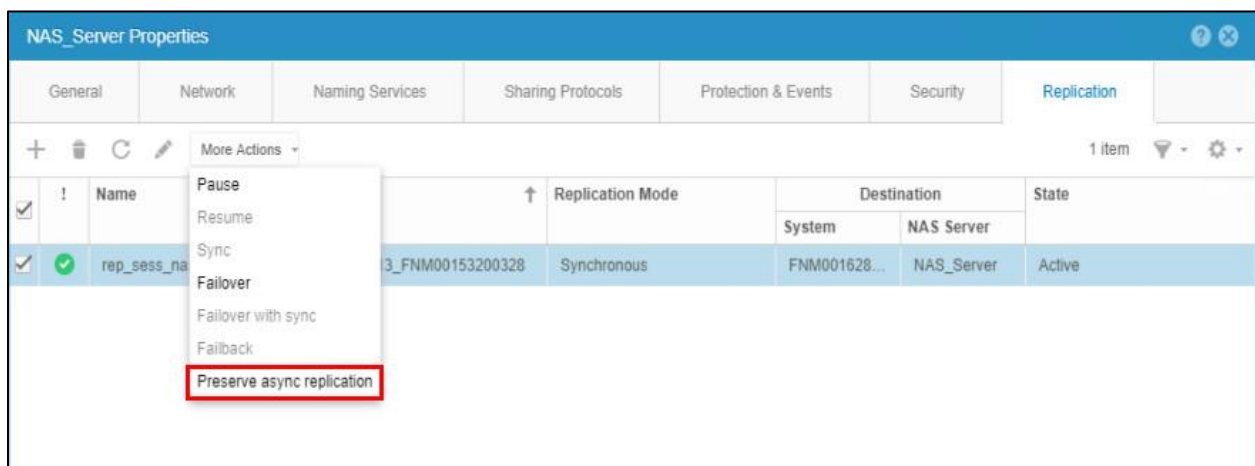 NAS_Server Properties
General Network Naming Services Sharing Protocols Protection & Events Security Replication
More Actions 1 item
! Name Replication Mode Destination State
System NAS Server
rep_sess_na 3_FNM00153200328 Synchronous FNM001628... NAS_Server Active
Pause
Resume
Sync
Failover
Failover with sync
Failback
Preserve async replication